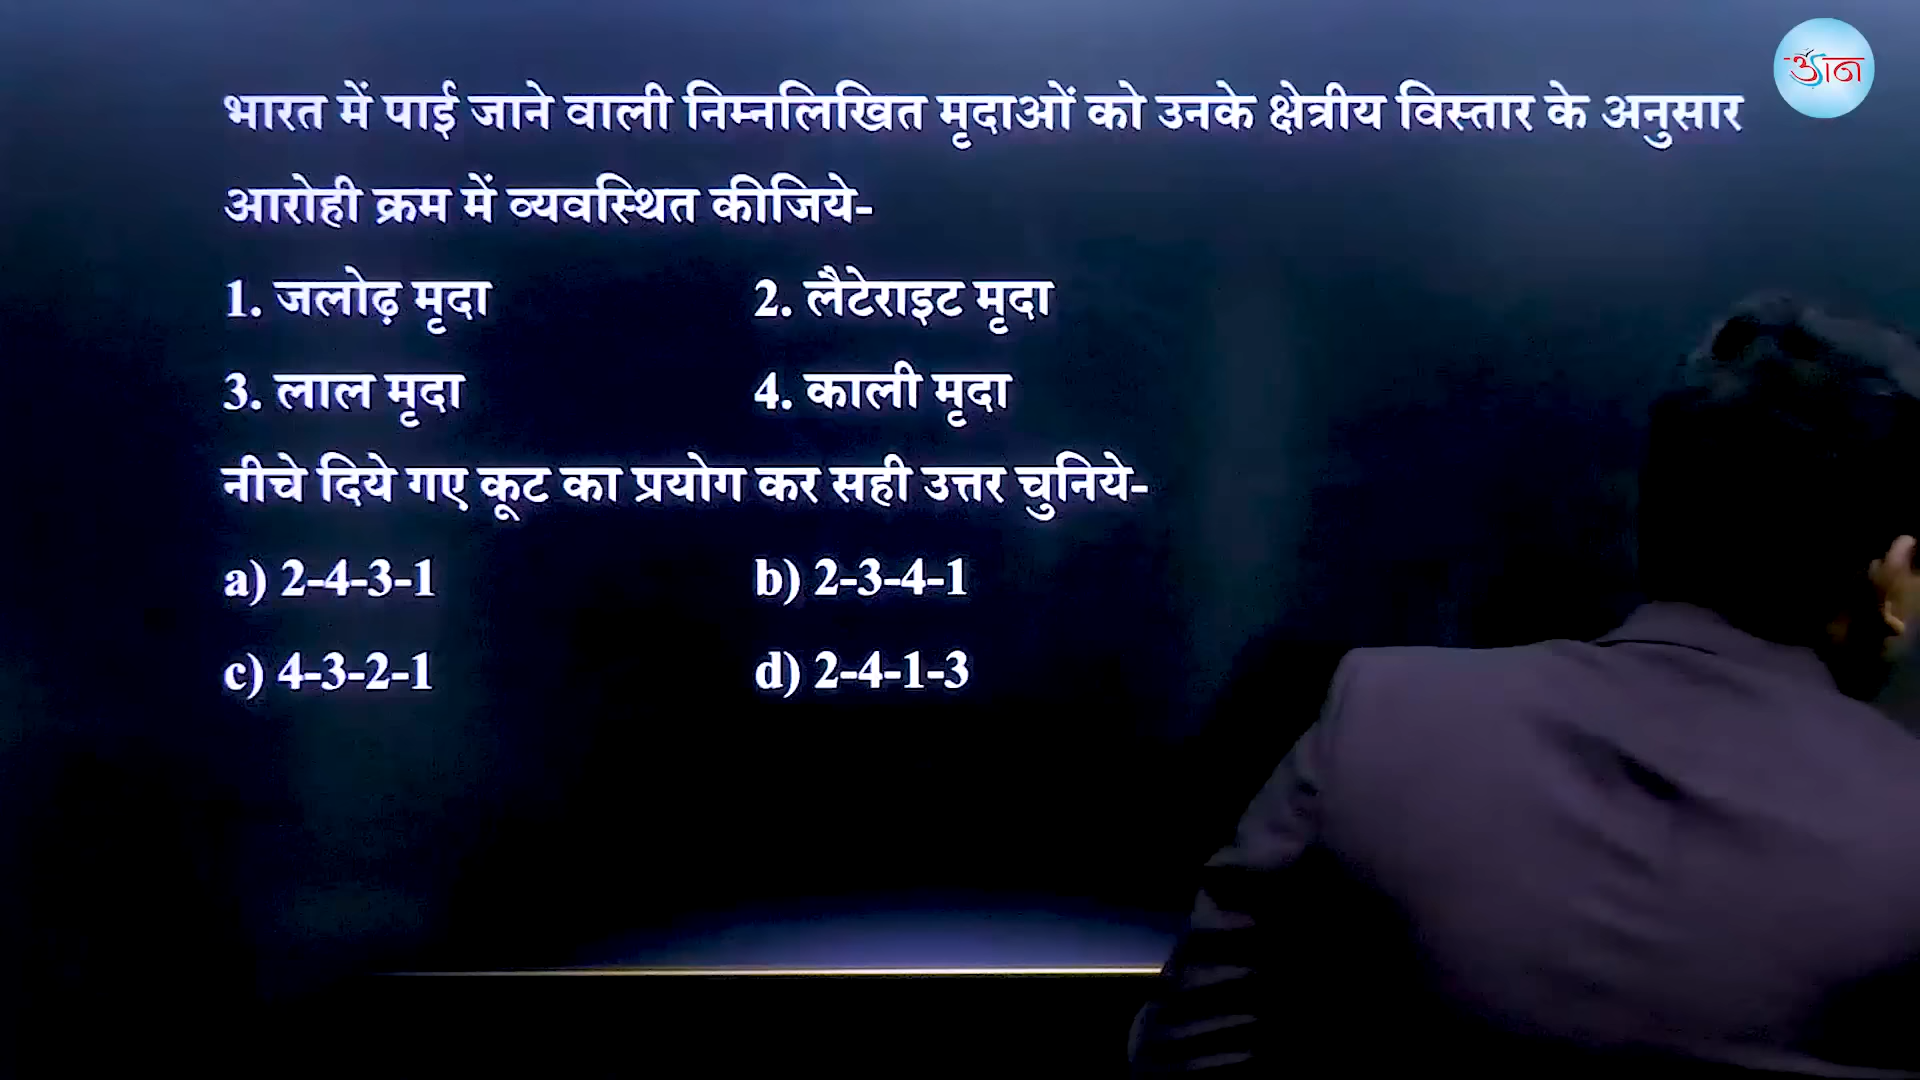 भारत में पाई जाने वाली निम्नलिखित मृदाओं को उनके क्षेत्रीय विस्तार के अनुसार
आरोही क्रम में व्यवस्थित कीजिये-
1. जलोढ़ मृदा 2. लैटेराइट मृदा
3. लाल मृदा 4. काली मृदा
नीचे दिये गए कूट का प्रयोग कर सही उत्तर चुनिये-
a) 2-4-3-1 b) 2-3-4-1
c) 4-3-2-1 d) 2-4-1-3